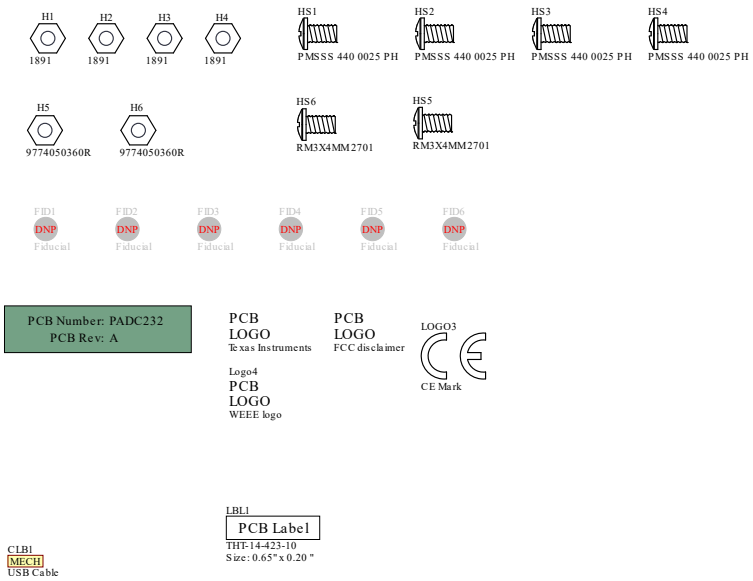 H1 H2 H3 H4
1891 1891 1891 1891
HS1 HS2 HS3 HS4
PMSSS 440 0025 PH PMSSS 440 0025 PH PMSSS 440 0025 PH PMSSS 440 0025 PH
H5 H6
9774050360R 9774050360R
HS6 HS5
RM3X4MM 2701 RM3X4MM 2701
FID1 FID2 FID3 FID4 FID5 FID6
DNP DNP DNP DNP DNP DNP
Fiducial Fiducial Fiducial Fiducial Fiducial Fiducial
PCB Number: PADC232
PCB Rev: A
PCB
LOGO
Texas Instruments
PCB
LOGO
FCC disclaimer
LOGO3
CE
CE Mark
Logo4
PCB
LOGO
WEEE logo
LBL1
PCB Label
THT-14-423-10
Size: 0.65" x 0.20 "
CLB1
MECH
USB Cable